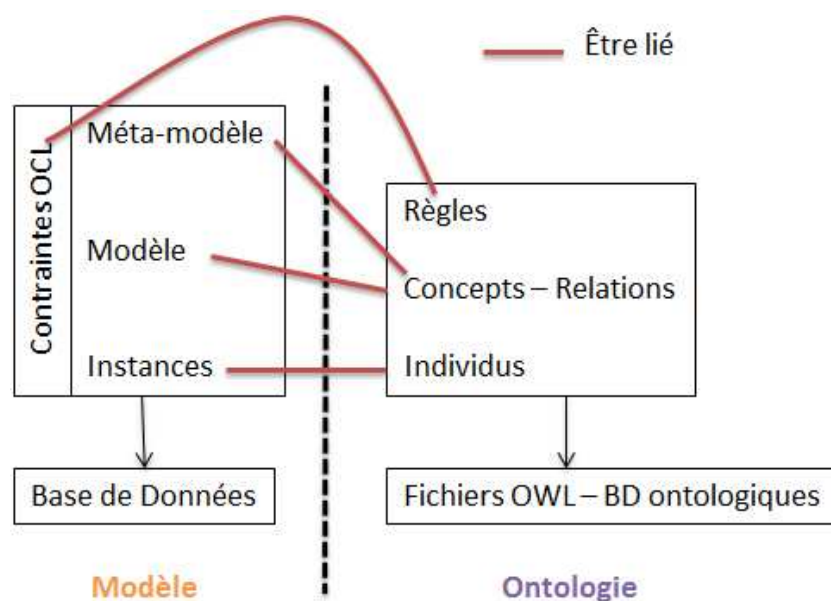 Être lié
Contraintes OCL
Méta-modèle
Modèle
Instances
Règles
Concepts – Relations
Individus
Base de Données
Fichiers OWL – BD ontologiques
Modèle
Ontologie